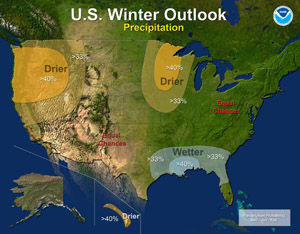 U.S. Winter Outlook
Precipitation
>33%
Drier
>40%
>40%
Drier
>33%
Equal
Chances
Equal
Chances
Wetter
>33%
>40%
>33%
>40%
Drier